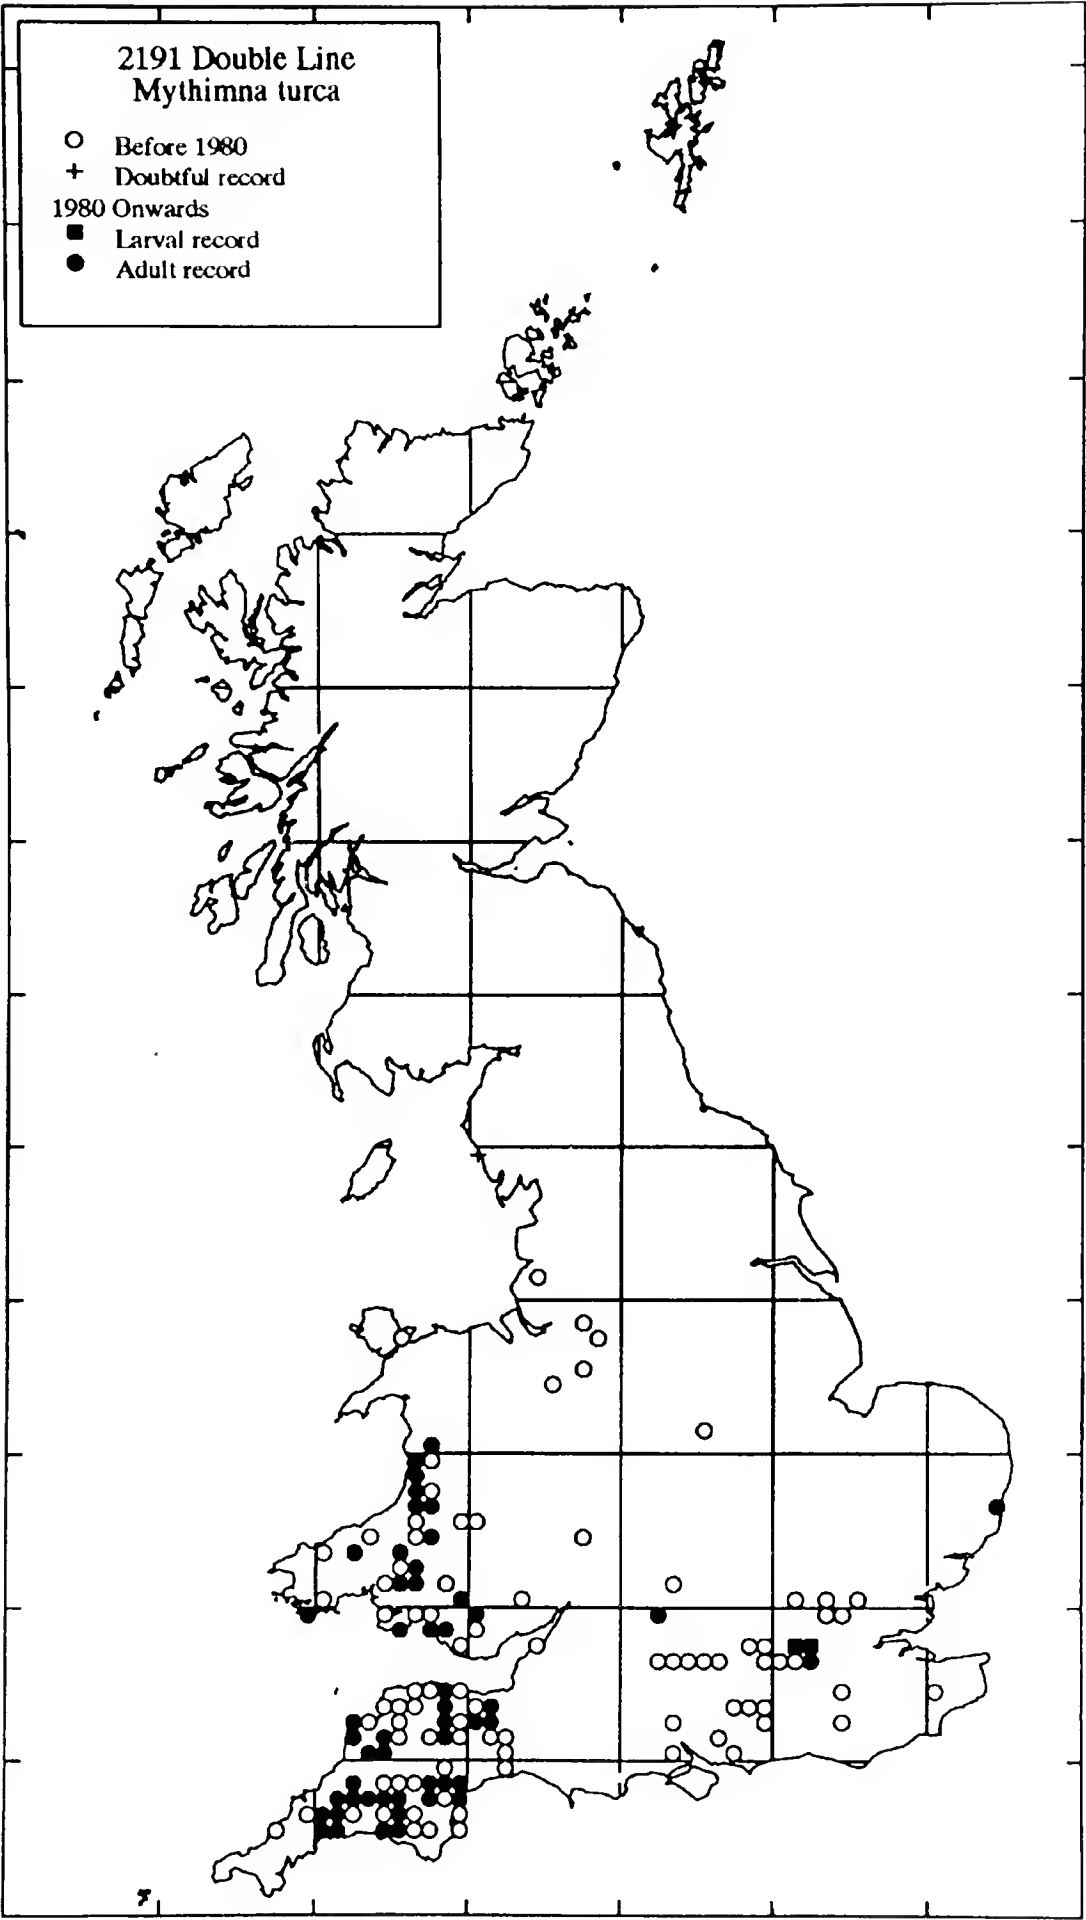 2191 Double Line
Mythimna turca
Before 1980
Doubtful record
1980 Onwards
Larval record
Adult record